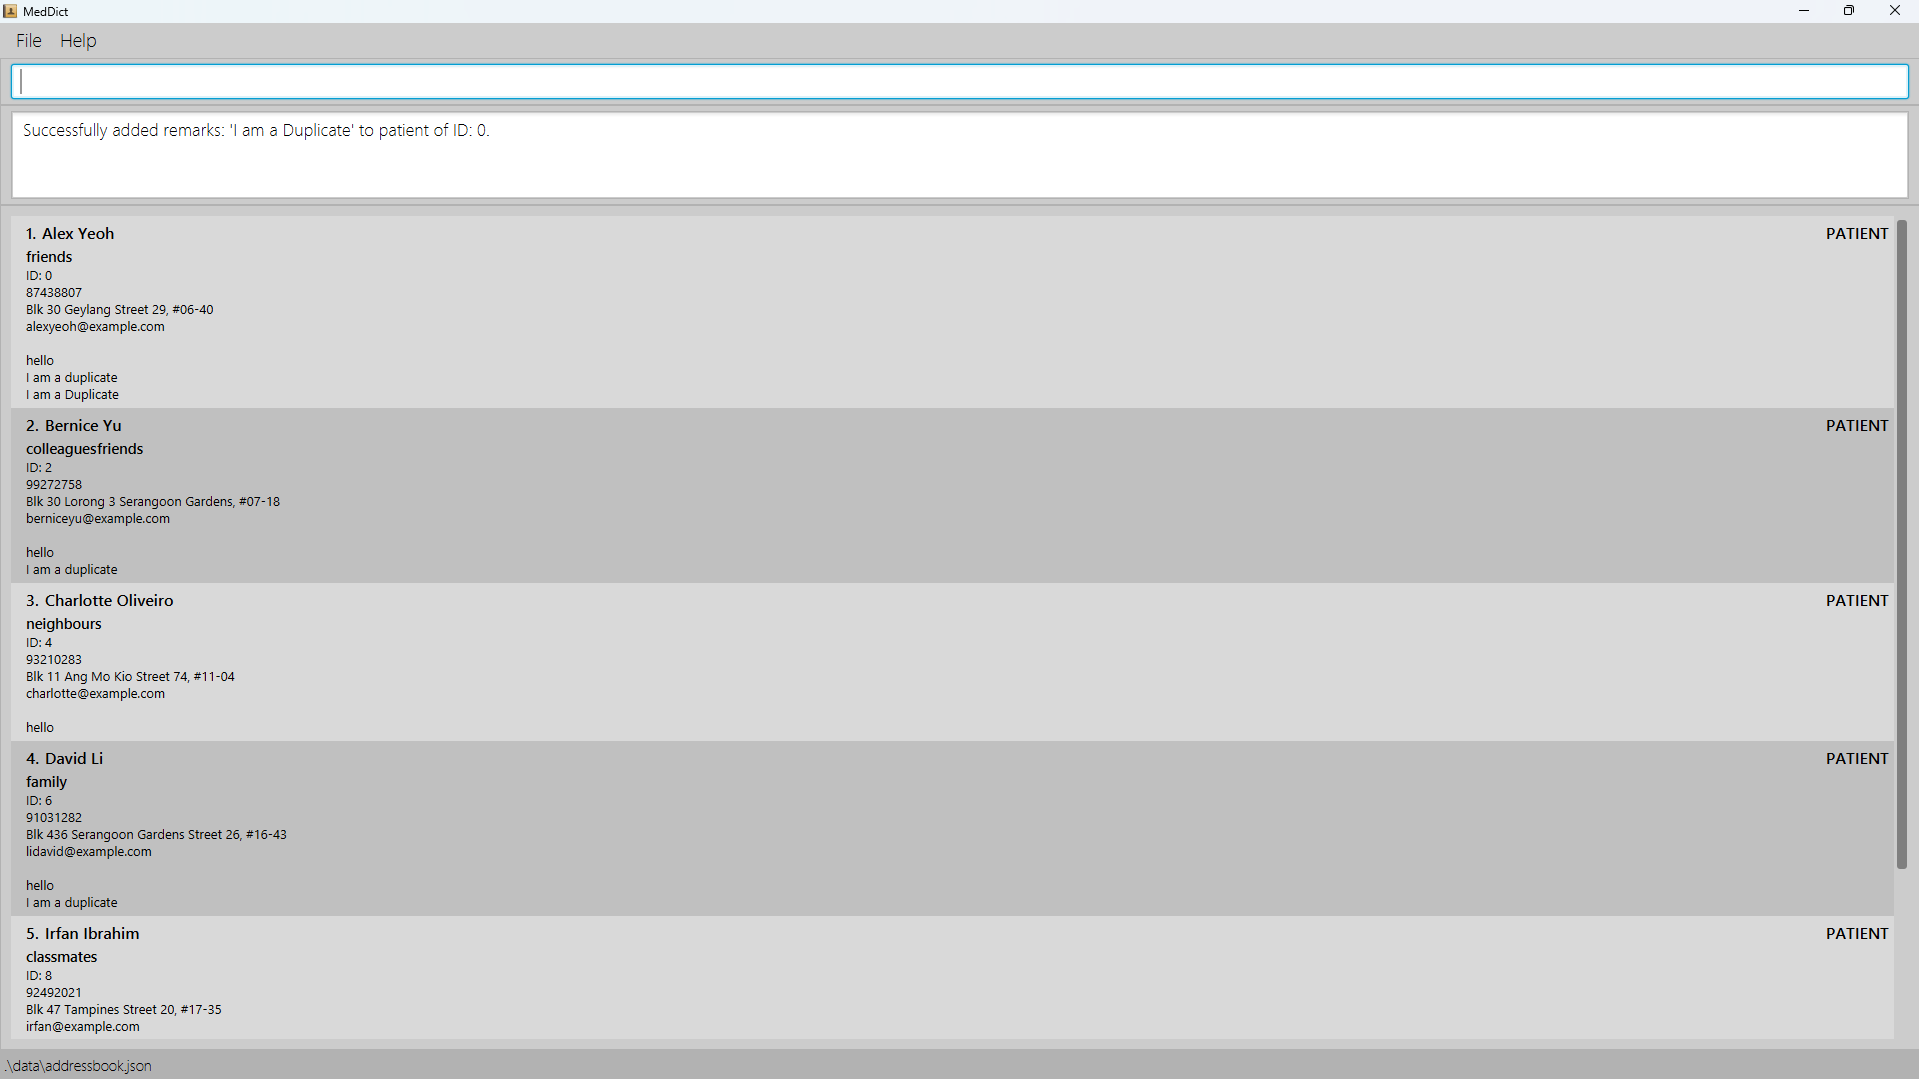 MedDict
File Help
Successfully added remarks: 'I am a Duplicate' to patient of ID: 0.
1. Alex Yeoh PATIENT
friends
ID: 0
87438807
Blk 30 Geylang Street 29, #06-40
alexyeoh@example.com
hello
I am a duplicate
I am a Duplicate
2. Bernice Yu PATIENT
colleaguesfriends
ID: 2
99272758
Blk 30 Lorong 3 Serangoon Gardens, #07-18
berniceyu@example.com
hello
I am a duplicate
3. Charlotte Oliveiro PATIENT
neighbours
ID: 4
93210283
Blk 11 Ang Mo Kio Street 74, #11-04
charlotte@example.com
hello
4. David Li PATIENT
family
ID: 6
91031282
Blk 436 Serangoon Gardens Street 26, #16-43
lidavid@example.com
hello
I am a duplicate
5. Irfan Ibrahim PATIENT
classmates
ID: 8
92492021
Blk 47 Tampines Street 20, #17-35
irfan@example.com
.\data\addressbook.json